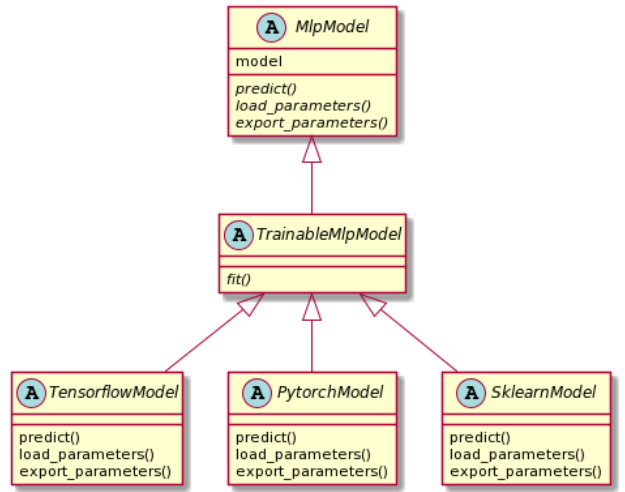 A MlpModel
model
predict()
load_parameters()
export_parameters()
A TrainableMlpModel
fit()
A TensorflowModel
predict()
load_parameters()
export_parameters()
A PytorchModel
predict()
load_parameters()
export_parameters()
A SklearnModel
predict()
load_parameters()
export_parameters()